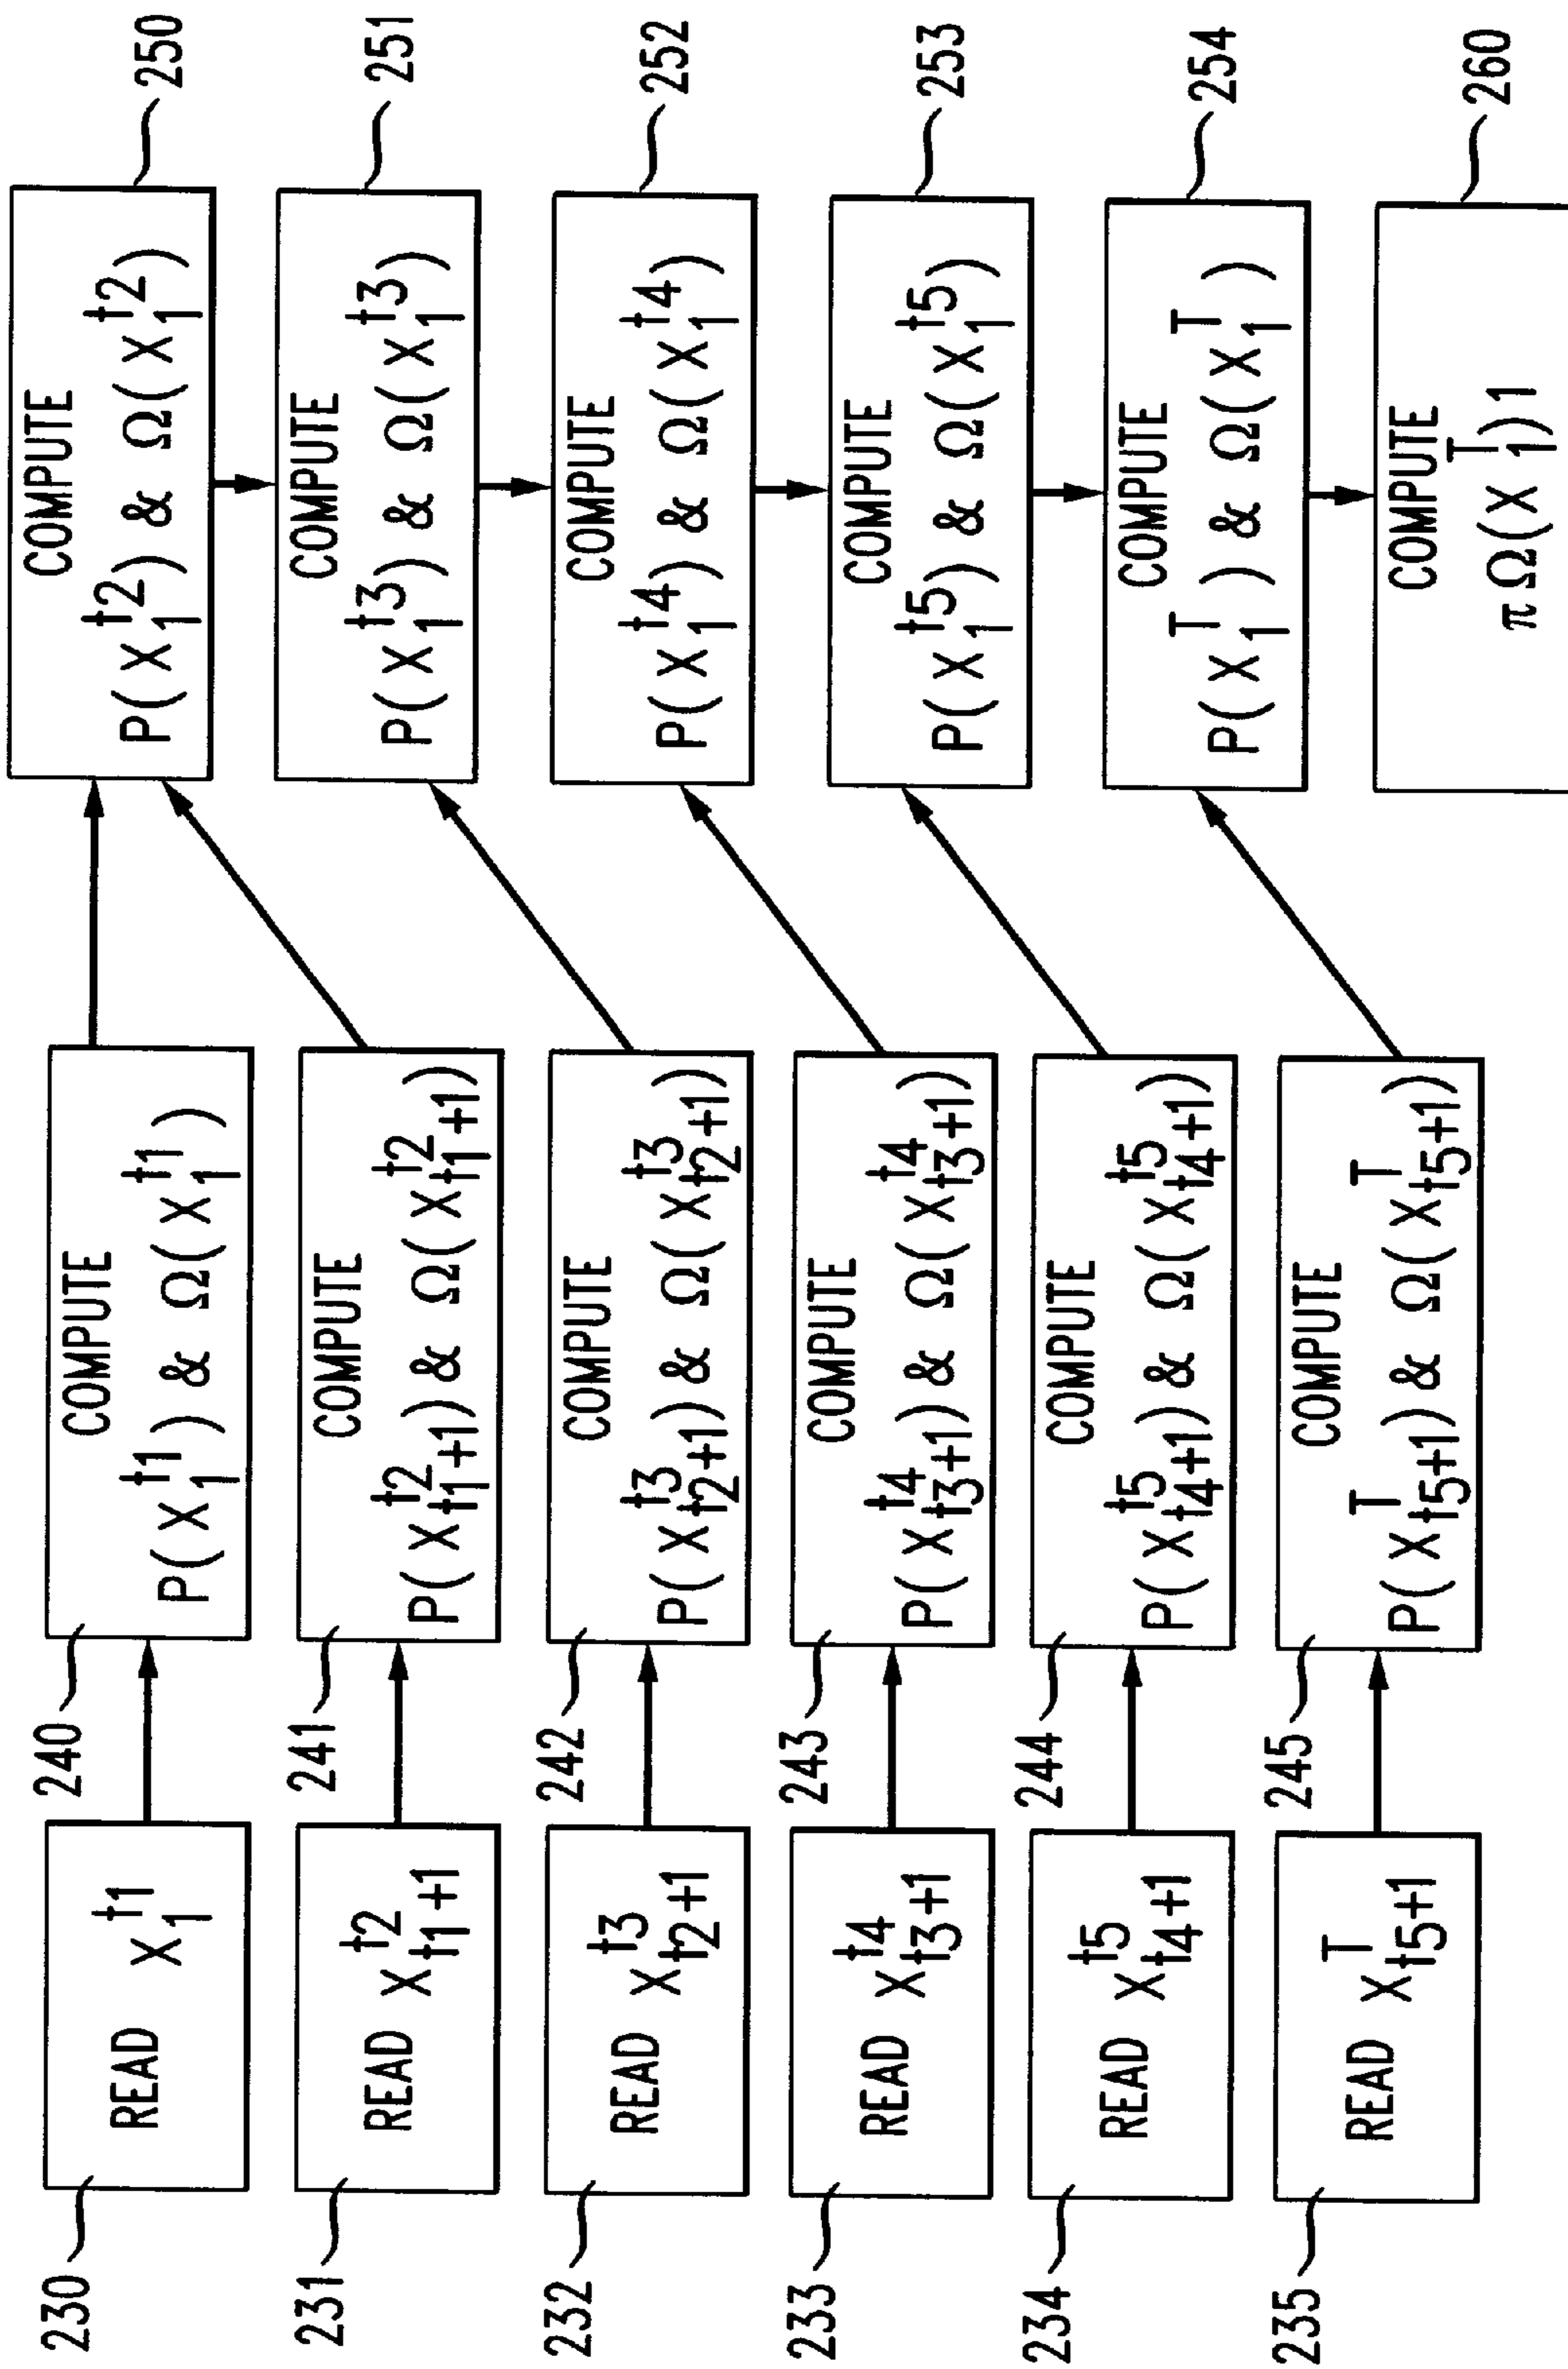 230
READ x_1^{t1}
240
COMPUTE
P(x_1^{t1}) & Ω(x_1^{t1})
COMPUTE
P(x_1^{t2}) & Ω(x_1^{t2})
250
231
READ x_{t1+1}^{t2}
241
COMPUTE
P(x_{t1+1}^{t2}) & Ω(x_{t1+1}^{t2})
COMPUTE
P(x_1^{t3}) & Ω(x_1^{t3})
251
232
READ x_{t2+1}^{t3}
242
COMPUTE
P(x_{t2+1}^{t3}) & Ω(x_{t2+1}^{t3})
COMPUTE
P(x_1^{t4}) & Ω(x_1^{t4})
252
233
READ x_{t3+1}^{t4}
243
COMPUTE
P(x_{t3+1}^{t4}) & Ω(x_{t3+1}^{t4})
COMPUTE
P(x_1^{t5}) & Ω(x_1^{t5})
253
234
READ x_{t4+1}^{t5}
244
COMPUTE
P(x_{t4+1}^{t5}) & Ω(x_{t4+1}^{t5})
COMPUTE
P(x_1^T) & Ω(x_1^T)
254
235
READ x_{t5+1}^T
245
COMPUTE
P(x_{t5+1}^T) & Ω(x_{t5+1}^T)
COMPUTE
πΩ(x_1^T)1
260